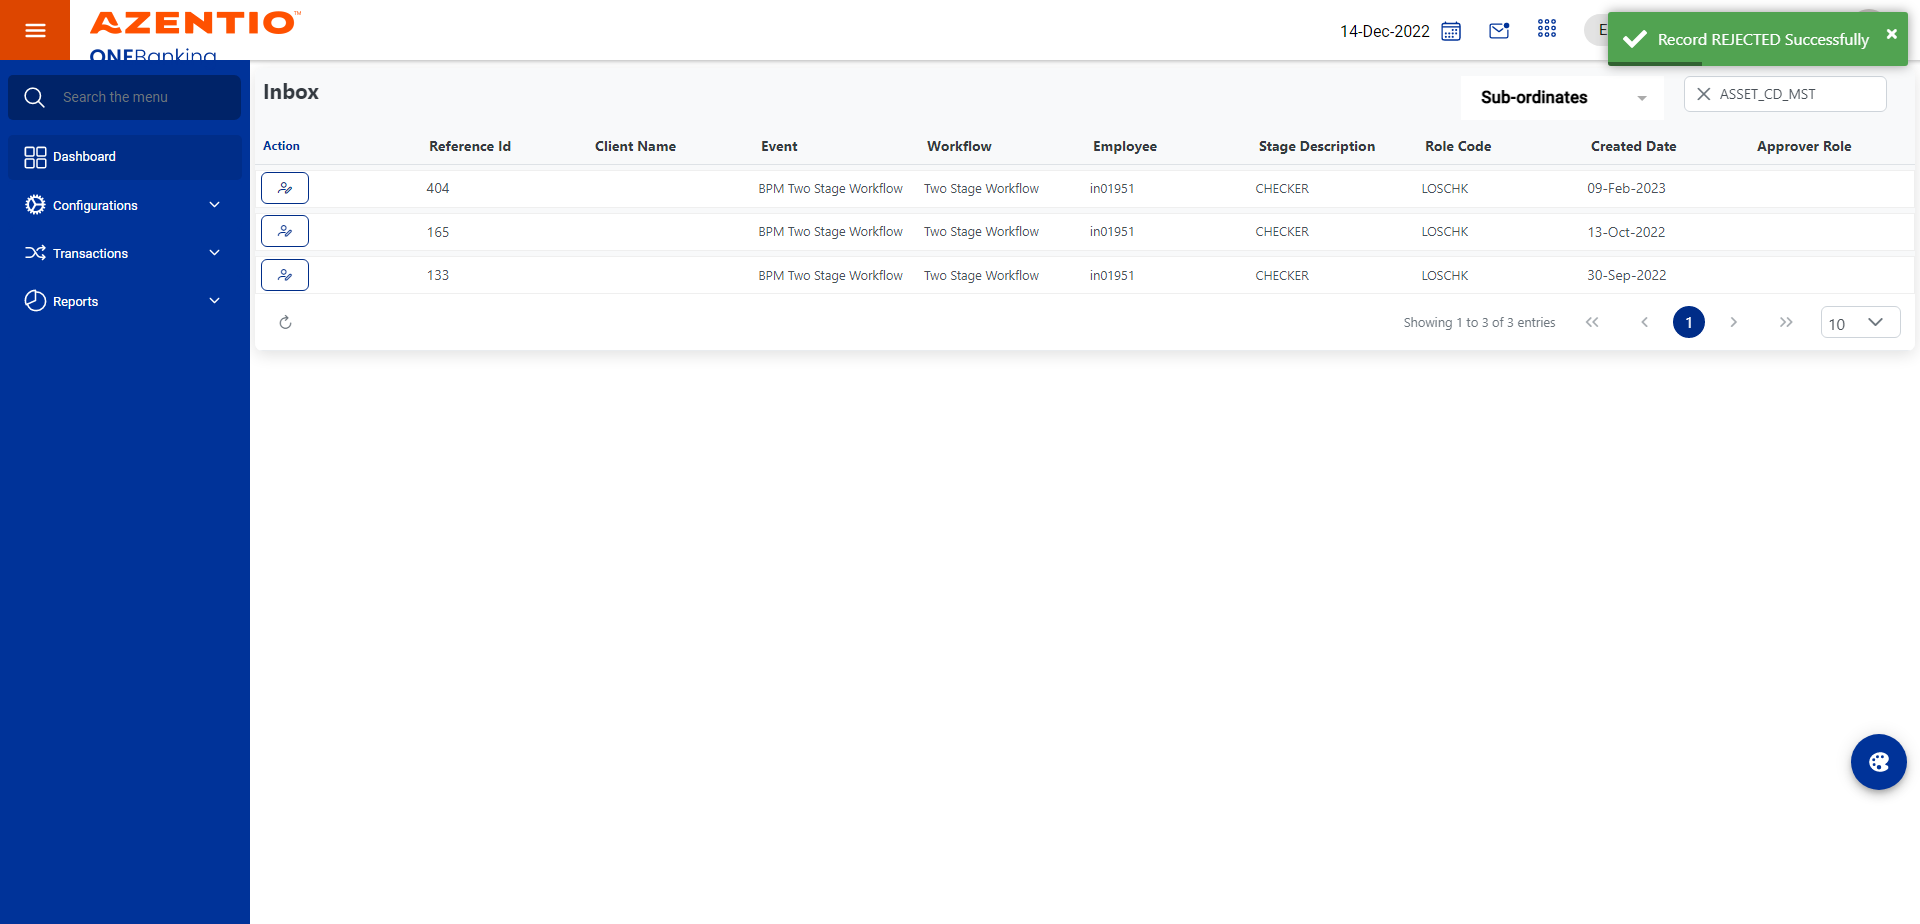 AZENTIO™
ONEBanking
14-Dec-2022
E
Record REJECTED Successfully
Search the menu
Dashboard
Configurations
Transactions
Reports
Inbox
Sub-ordinates
ASSET_CD_MST
Action Reference Id Client Name Event Workflow Employee Stage Description Role Code Created Date Approver Role
404 BPM Two Stage Workflow Two Stage Workflow in01951 CHECKER LOSCHK 09-Feb-2023
165 BPM Two Stage Workflow Two Stage Workflow in01951 CHECKER LOSCHK 13-Oct-2022
133 BPM Two Stage Workflow Two Stage Workflow in01951 CHECKER LOSCHK 30-Sep-2022
Showing 1 to 3 of 3 entries 1 10